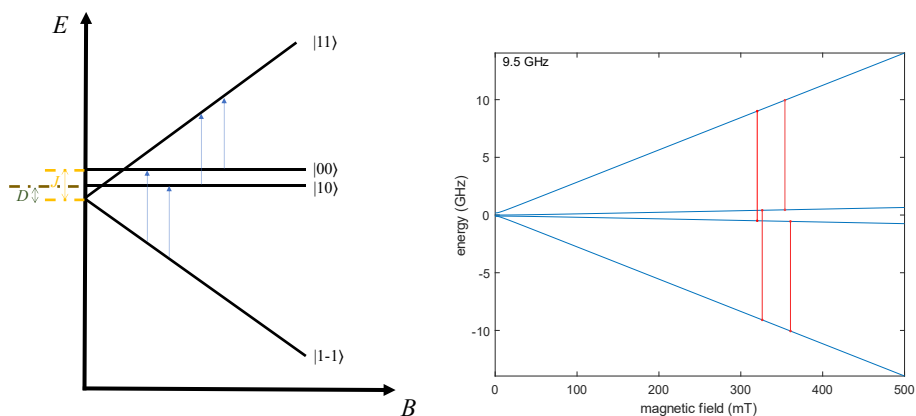 E
|11⟩
|00⟩
J
|10⟩
D
|1-1⟩
B
9.5 GHz
10
5
0
-5
-10
energy (GHz)
0 100 200 300 400 500
magnetic field (mT)